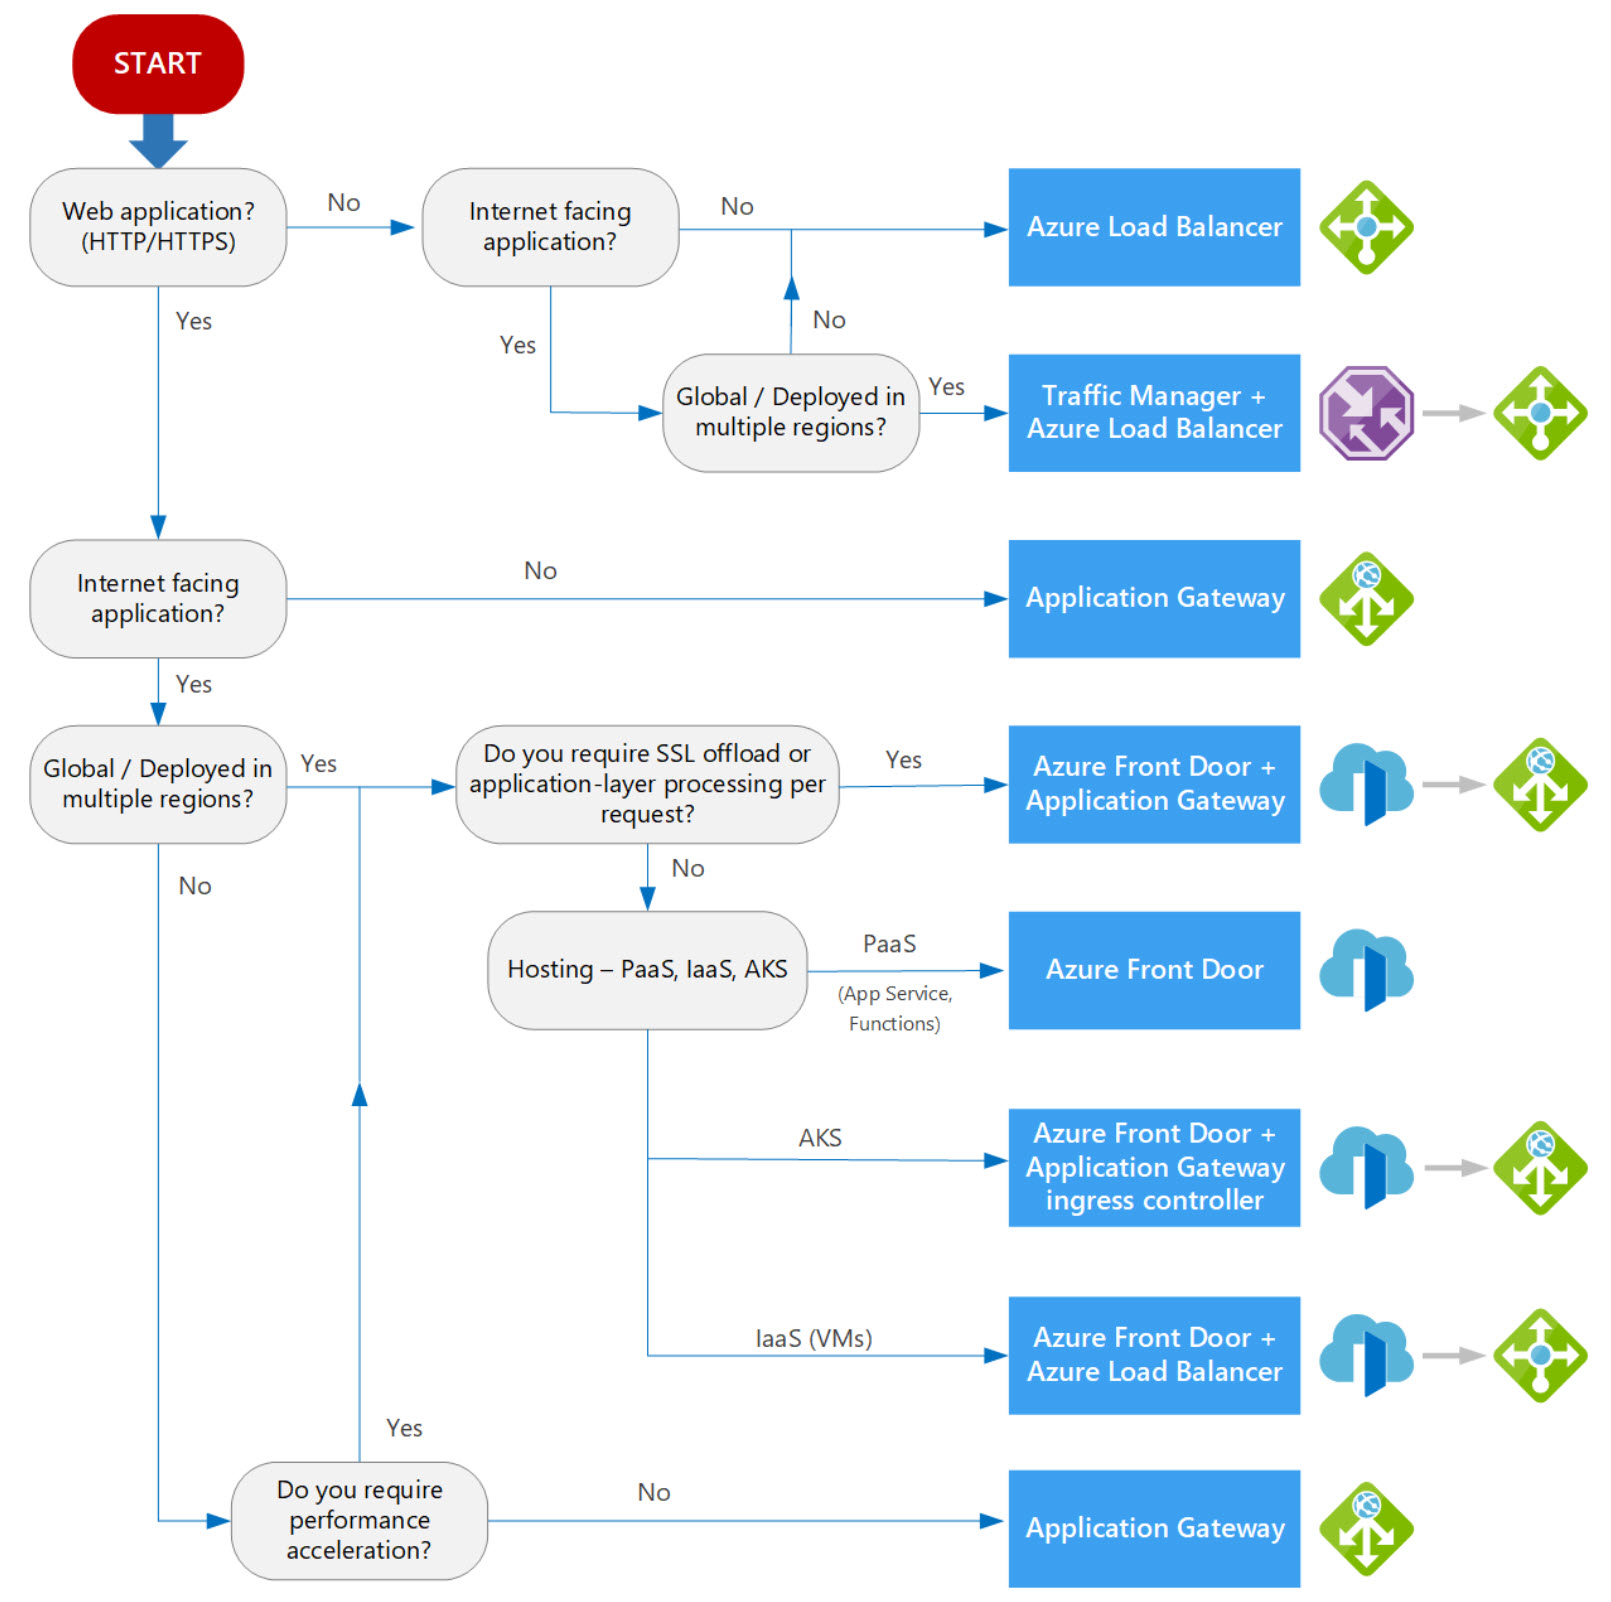 START
Web application?
(HTTP/HTTPS)
No
Internet facing
application?
No
Azure Load Balancer
Yes
Yes
No
Global / Deployed in
multiple regions?
Yes
Traffic Manager +
Azure Load Balancer
Internet facing
application?
No
Application Gateway
Yes
Global / Deployed in
multiple regions?
Yes
Do you require SSL offload or
application-layer processing per
request?
Yes
Azure Front Door +
Application Gateway
No
No
Hosting – PaaS, IaaS, AKS
PaaS
(App Service,
Functions)
Azure Front Door
AKS
Azure Front Door +
Application Gateway
ingress controller
IaaS (VMs)
Azure Front Door +
Azure Load Balancer
Yes
Do you require
performance
acceleration?
No
Application Gateway